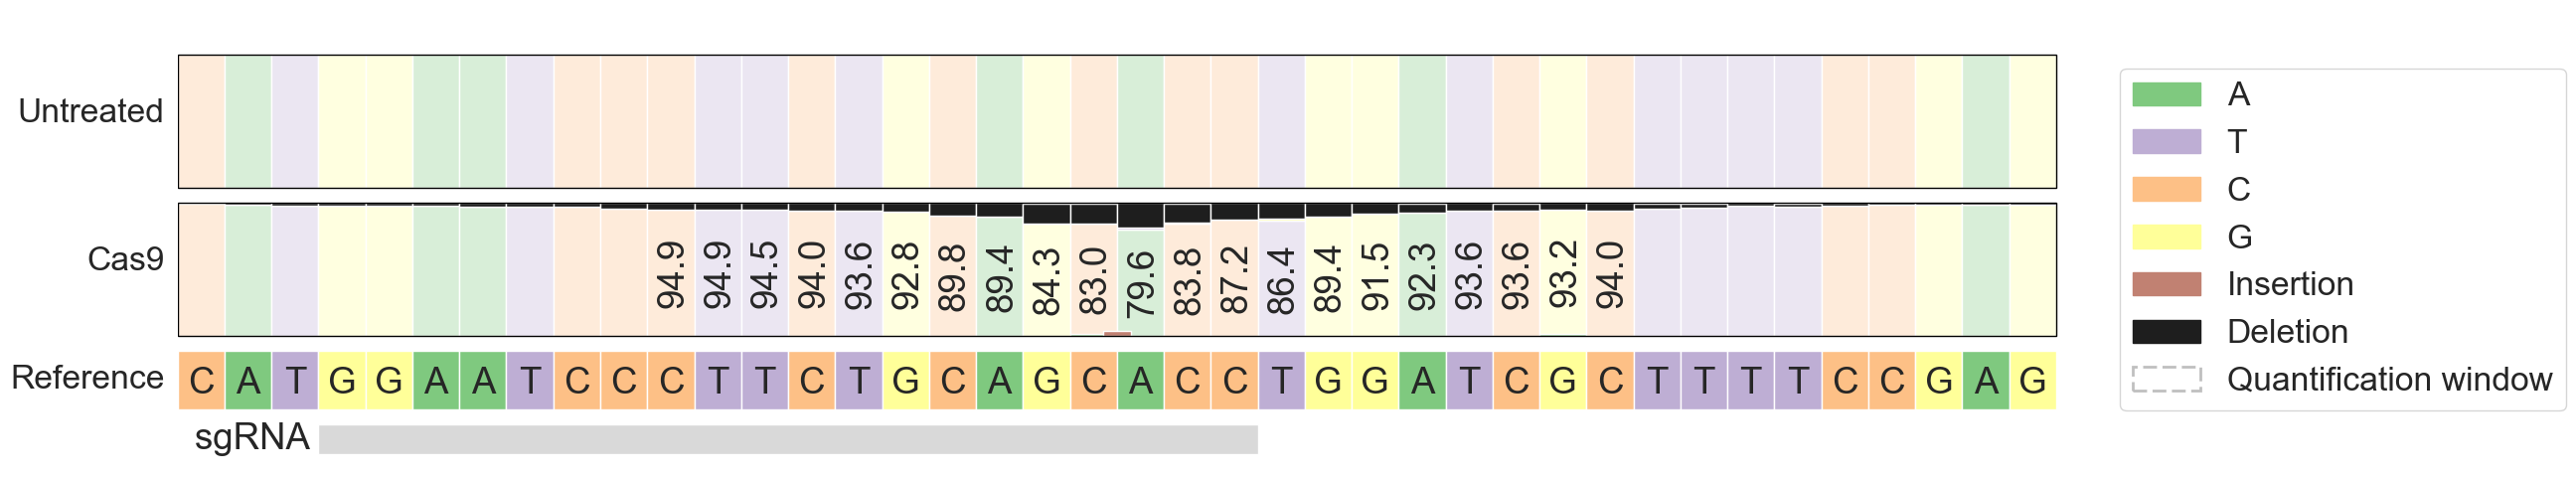 Untreated
Cas9
94.9 94.9 94.5 94.0 93.6 92.8 89.8 89.4 84.3 83.0 79.6 83.8 87.2 86.4 89.4 91.5 92.3 93.6 93.6 93.2 94.0
Reference C A T G G A A T C C C T T C T G C A G C A C C T G G A T C G C T T T T C C G A G
sgRNA
A
T
C
G
Insertion
Deletion
Quantification window